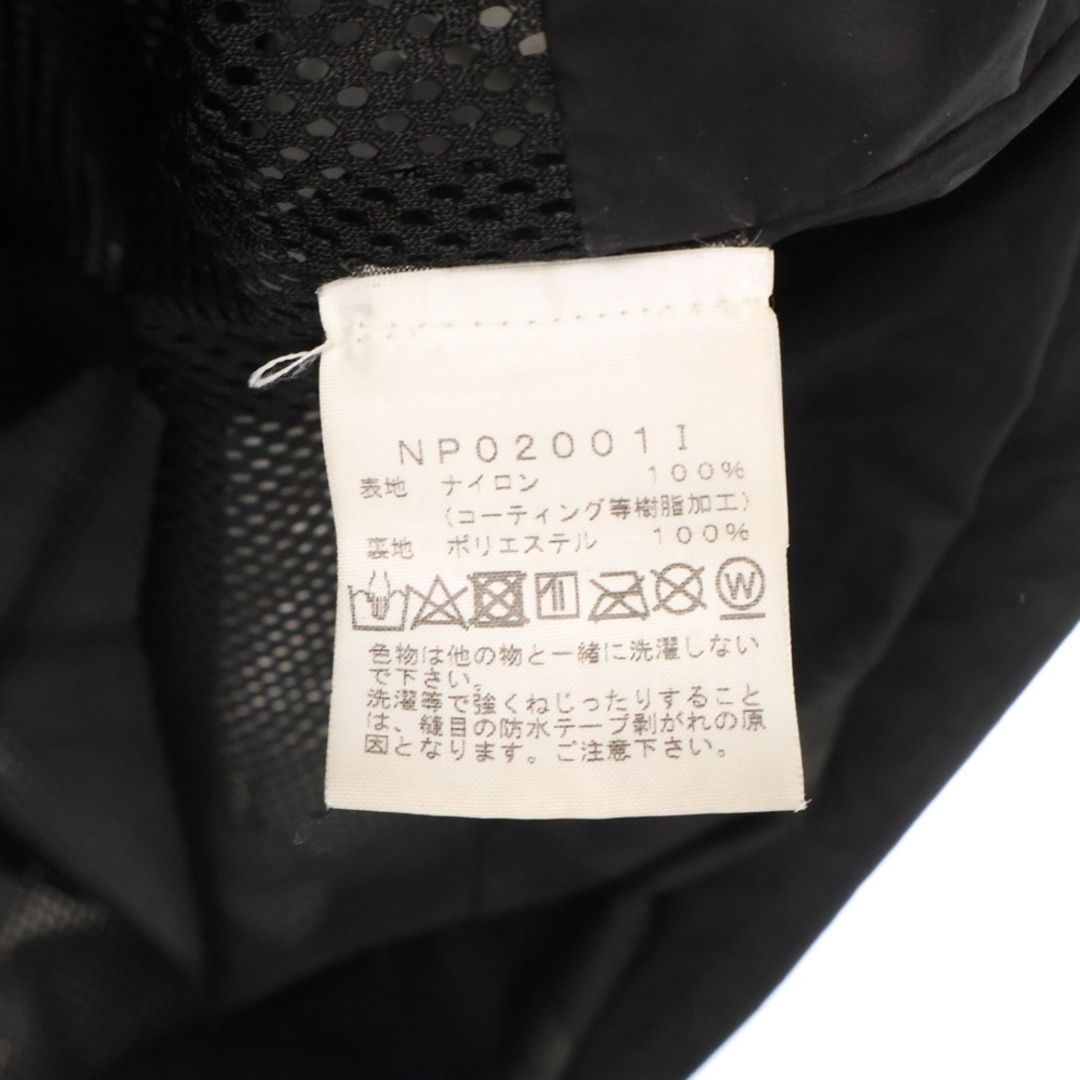 NP02001I
表地 ナイロン 100%
(コーティング等樹脂加工)
裏地 ポリエステル 100%
W
色物は他の物と一緒に洗濯しない
で下さい。
洗濯等で強くねじったりすること
は、縫目の防水テープ剥がれの原
因となります。ご注意下さい。